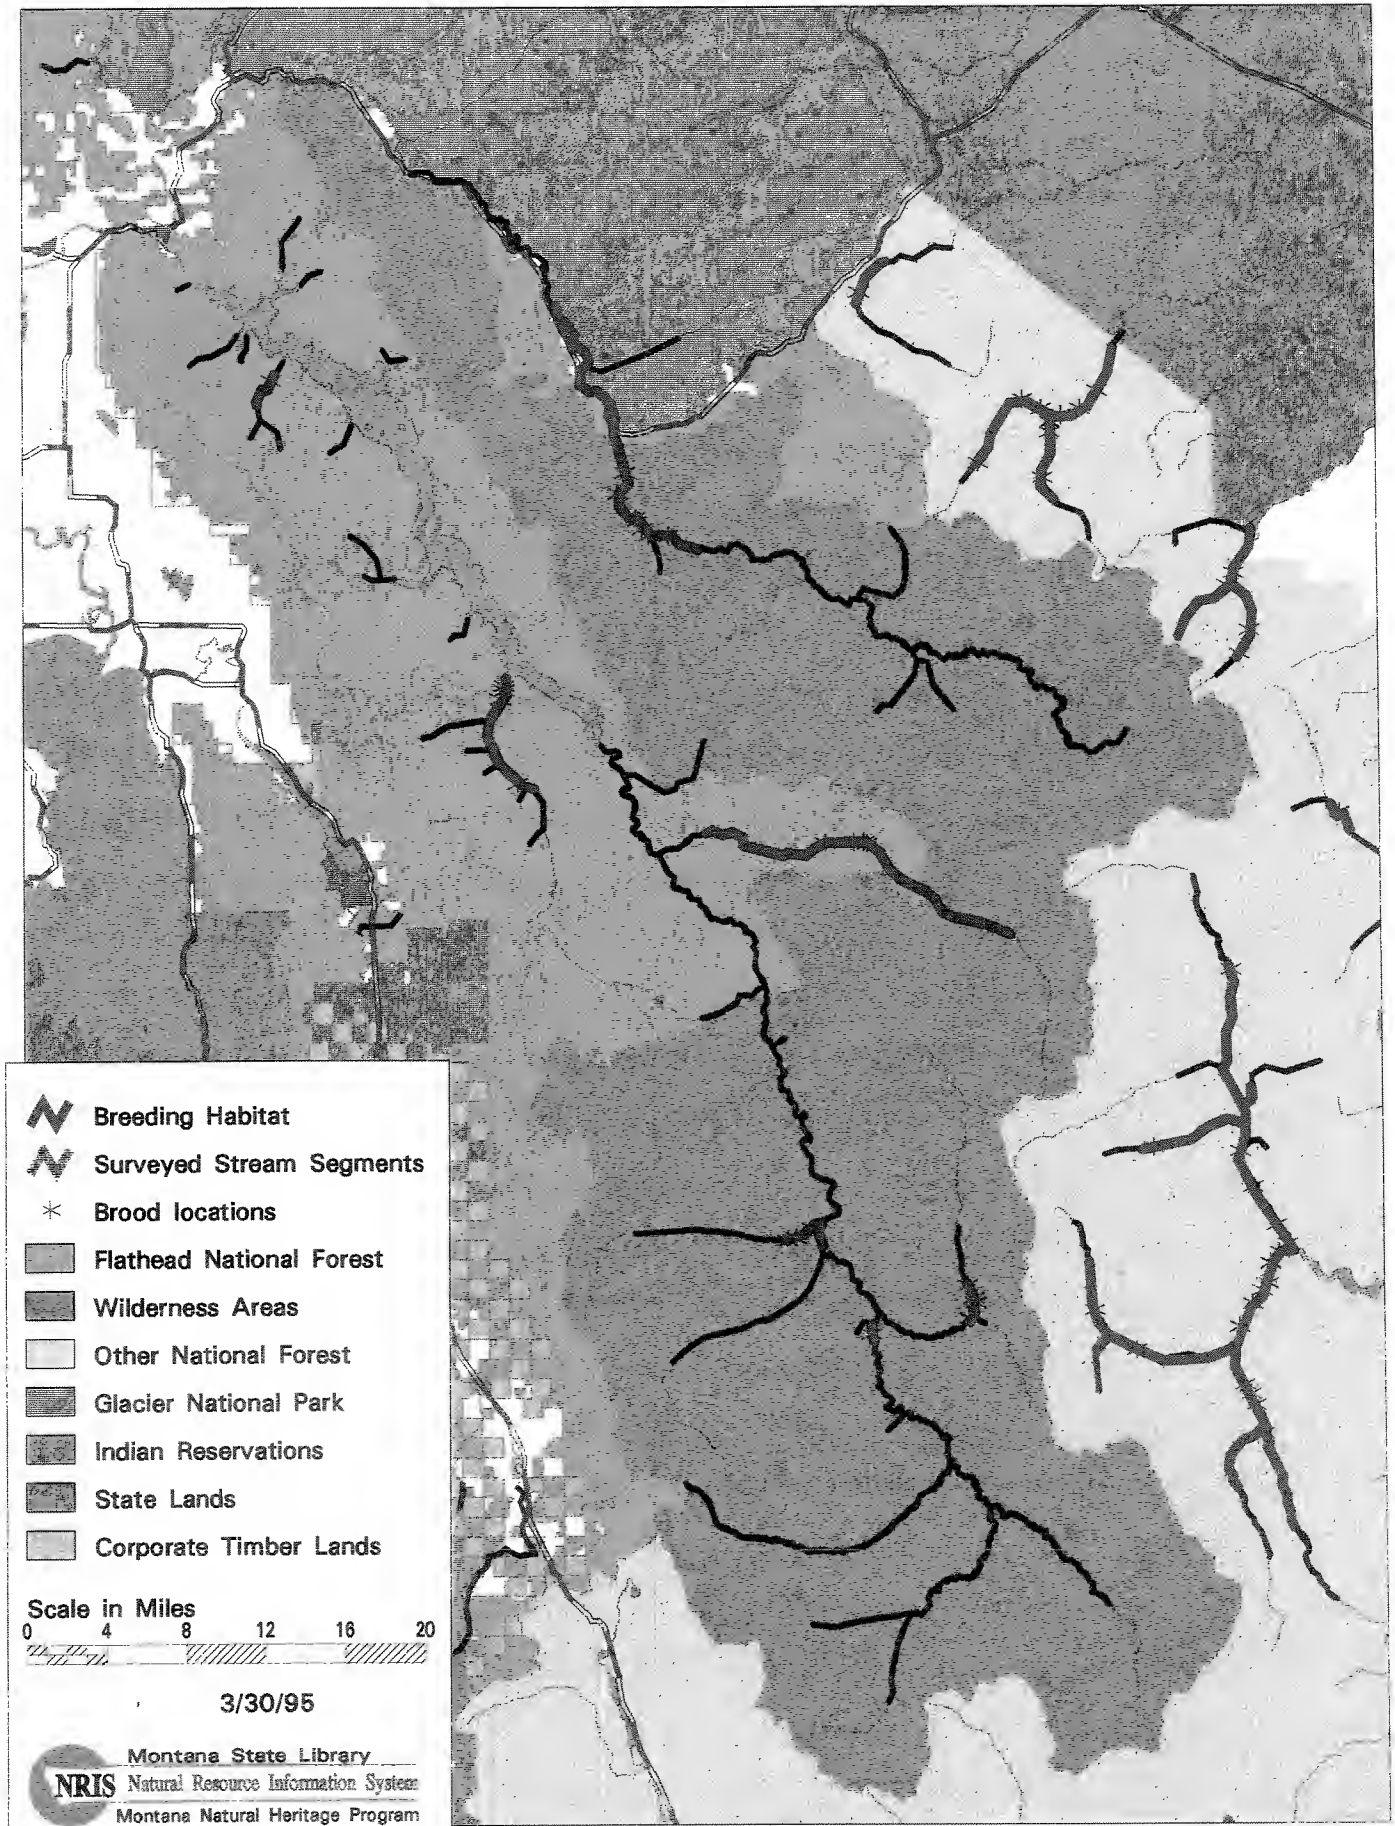 Breeding Habitat
Surveyed Stream Segments
Brood locations
Flathead National Forest
Wilderness Areas
Other National Forest
Glacier National Park
Indian Reservations
State Lands
Corporate Timber Lands
Scale in Miles
0 4 8 12 16 20
3/30/95
Montana State Library
NRIS Natural Resource Information System
Montana Natural Heritage Program